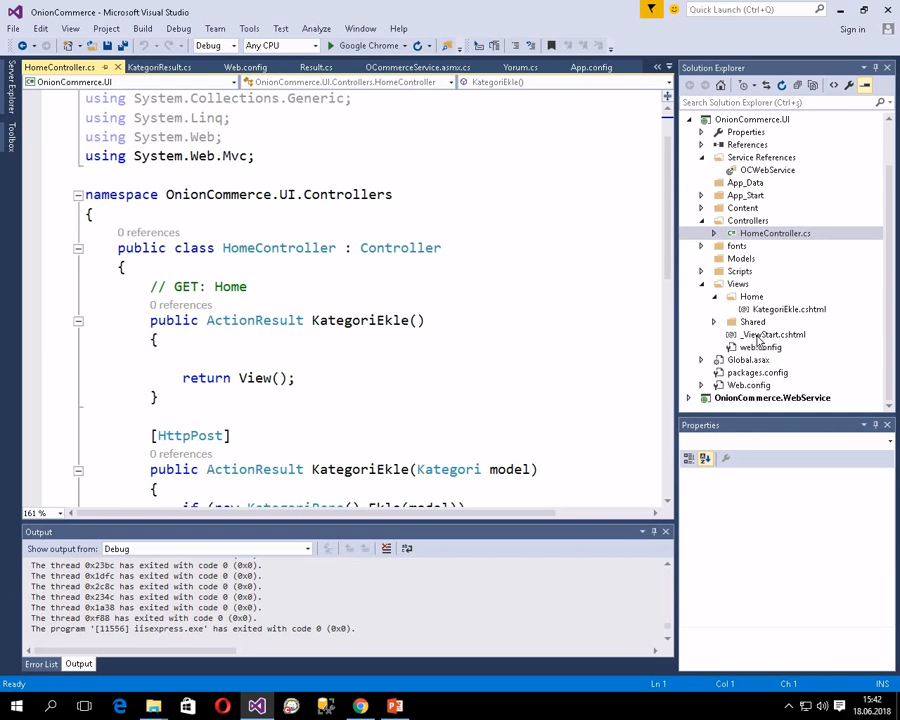 OnionCommerce - Microsoft Visual Studio
Quick Launch (Ctrl+Q)
File Edit View Project Build Debug Team Tools Test Analyze Window Help
Sign in
Debug Any CPU Google Chrome
HomeController.cs KategoriResult.cs Web.config Result.cs OCommerceService.asmx.cs Yorum.cs App.config
OnionCommerce.UI OnionCommerce.UI.Controllers.HomeController KategoriEkle()
Server Explorer
Toolbox
using System.Collections.Generic;
using System.Linq;
using System.Web;
using System.Web.Mvc;
namespace OnionCommerce.UI.Controllers
{
0 references
public class HomeController : Controller
{
// GET: Home
0 references
public ActionResult KategoriEkle()
{
return View();
}
[HttpPost]
0 references
public ActionResult KategoriEkle(Kategori model)
{
161 %
Output
Show output from: Debug
The thread 0x23bc has exited with code 0 (0x0).
The thread 0x1dfc has exited with code 0 (0x0).
The thread 0x2c8c has exited with code 0 (0x0).
The thread 0x234c has exited with code 0 (0x0).
The thread 0x1a38 has exited with code 0 (0x0).
The thread 0xf88 has exited with code 0 (0x0).
The program '[11556] iisexpress.exe' has exited with code 0 (0x0).
Error List Output
Solution Explorer
Search Solution Explorer (Ctrl+ş)
OnionCommerce.UI
Properties
References
Service References
OCWebService
App_Data
App_Start
Content
Controllers
HomeController.cs
fonts
Models
Scripts
Views
Home
KategoriEkle.cshtml
Shared
_ViewStart.cshtml
web.config
Global.asax
packages.config
Web.config
OnionCommerce.WebService
Properties
Ready Ln 1 Col 1 Ch 1 INS
15:42
18.06.2018